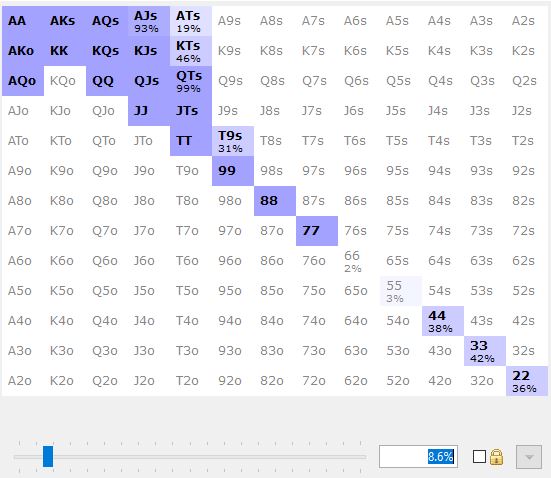 AA AKs AQs AJs ATs A9s A8s A7s A6s A5s A4s A3s A2s
93% 19%
AKo KK KQs KJs KTs K9s K8s K7s K6s K5s K4s K3s K2s
46%
AQo KQo QQ QJs QTs Q9s Q8s Q7s Q6s Q5s Q4s Q3s Q2s
99%
AJo KJo QJo JJ JTs J9s J8s J7s J6s J5s J4s J3s J2s
ATo KTo QTo JTo TT T9s T8s T7s T6s T5s T4s T3s T2s
31%
A9o K9o Q9o J9o T9o 99 98s 97s 96s 95s 94s 93s 92s
A8o K8o Q8o J8o T8o 98o 88 87s 86s 85s 84s 83s 82s
A7o K7o Q7o J7o T7o 97o 87o 77 76s 75s 74s 73s 72s
A6o K6o Q6o J6o T6o 96o 86o 76o 66 65s 64s 63s 62s
2%
A5o K5o Q5o J5o T5o 95o 85o 75o 65o 55 54s 53s 52s
3%
A4o K4o Q4o J4o T4o 94o 84o 74o 64o 54o 44 43s 42s
38%
A3o K3o Q3o J3o T3o 93o 83o 73o 63o 53o 43o 33 32s
42%
A2o K2o Q2o J2o T2o 92o 82o 72o 62o 52o 42o 32o 22
36%
8.6%